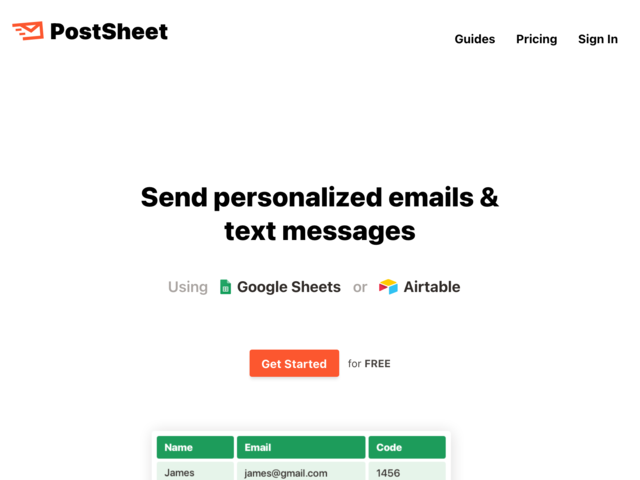 PostSheet
Guides Pricing Sign In
Send personalized emails &
text messages
Using Google Sheets or Airtable
Get Started for FREE
Name Email Code
James james@gmail.com 1456